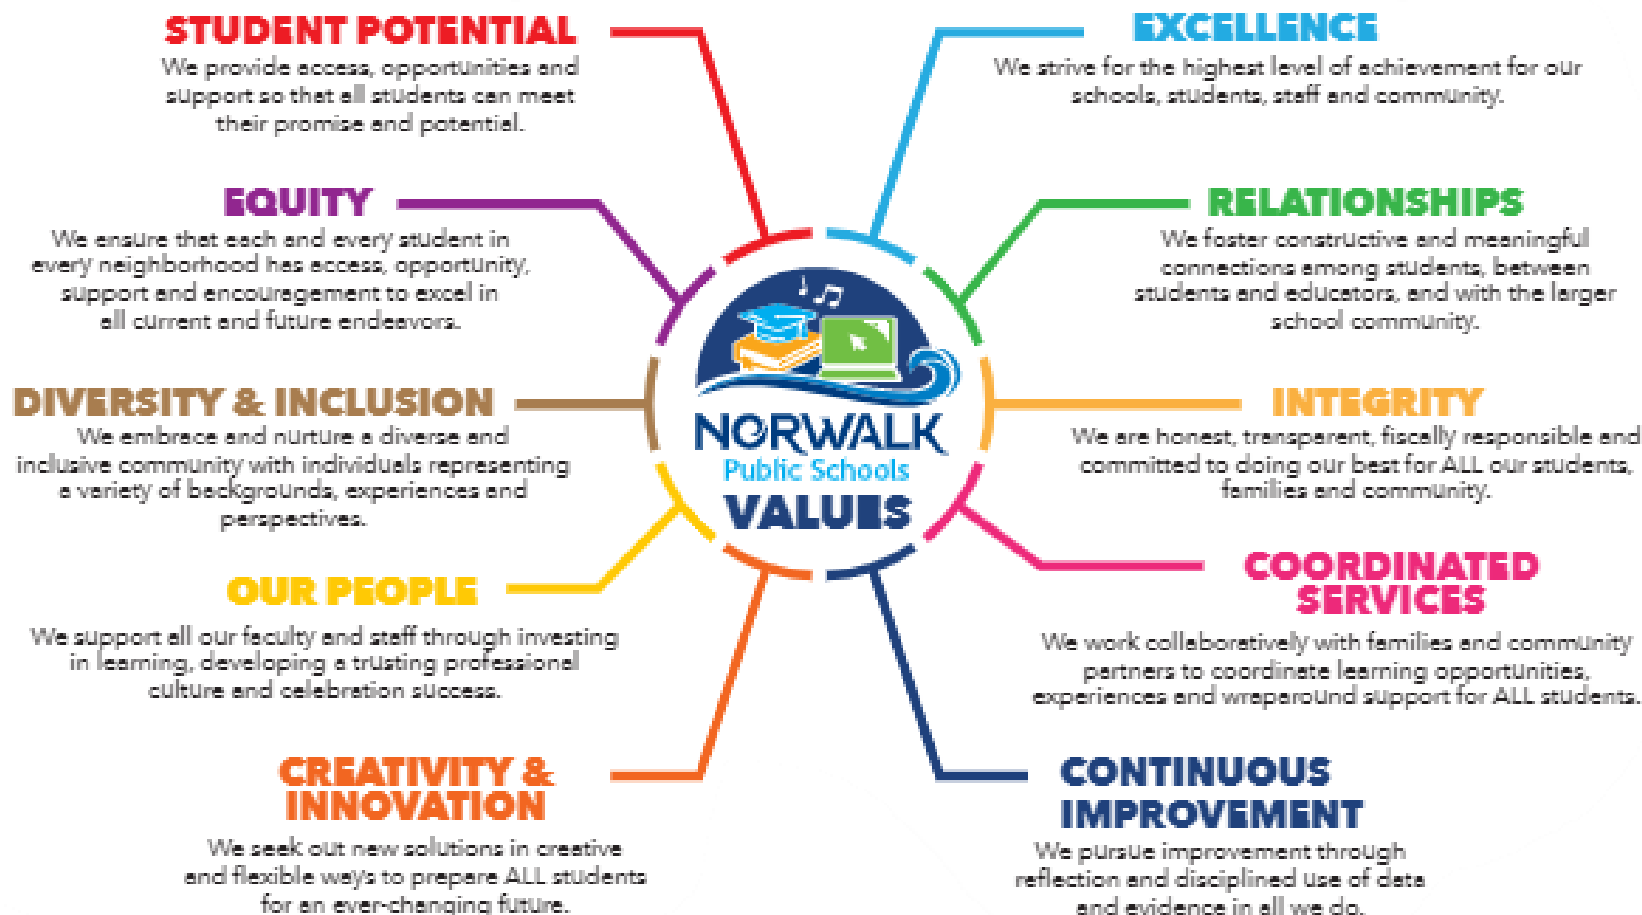 STUDENT POTENTIAL
We provide access, opportunities and
support so that all students can meet
their promise and potential.
EQUITY
We ensure that each and every student in
every neighborhood has access, opportunity,
support and encouragement to excel in
all current and future endeavors.
DIVERSITY & INCLUSION
We embrace and nurture a diverse and
inclusive community with individuals representing
a variety of backgrounds, experiences and
perspectives.
OUR PEOPLE
We support all our faculty and staff through investing
in learning, developing a trusting professional
culture and celebration success.
CREATIVITY &
INNOVATION
We seek out new solutions in creative
and flexible ways to prepare ALL students
for an ever-changing future.
NORWALK
Public Schools
VALUES
EXCELLENCE
We strive for the highest level of achievement for our
schools, students, staff and community.
RELATIONSHIPS
We foster constructive and meaningful
connections among students, between
students and educators, and with the larger
school community.
INTEGRITY
We are honest, transparent, fiscally responsible and
committed to doing our best for ALL our students,
families and community.
COORDINATED
SERVICES
We work collaboratively with families and community
partners to coordinate learning opportunities,
experiences and wraparound support for ALL students.
CONTINUOUS
IMPROVEMENT
We pursue improvement through
reflection and disciplined use of data
and evidence in all we do.